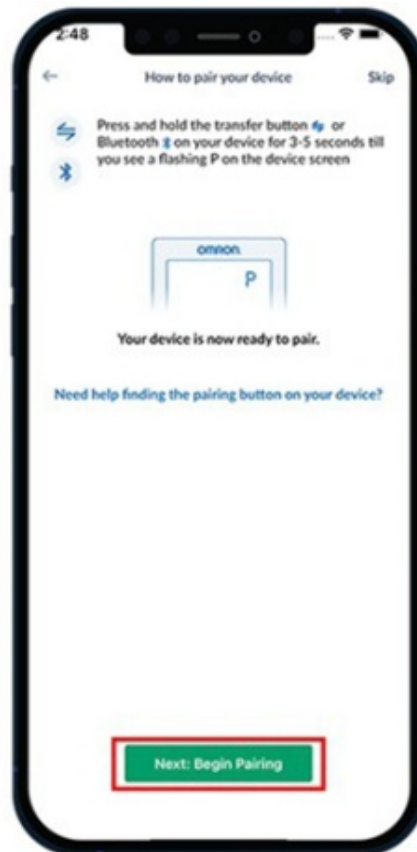 2:48
How to pair your device
Skip
Press and hold the transfer button or
Bluetooth on your device for 3-5 seconds till
you see a flashing P on the device screen
OMRON
P
Your device is now ready to pair.
Need help finding the pairing button on your device?
Next: Begin Pairing